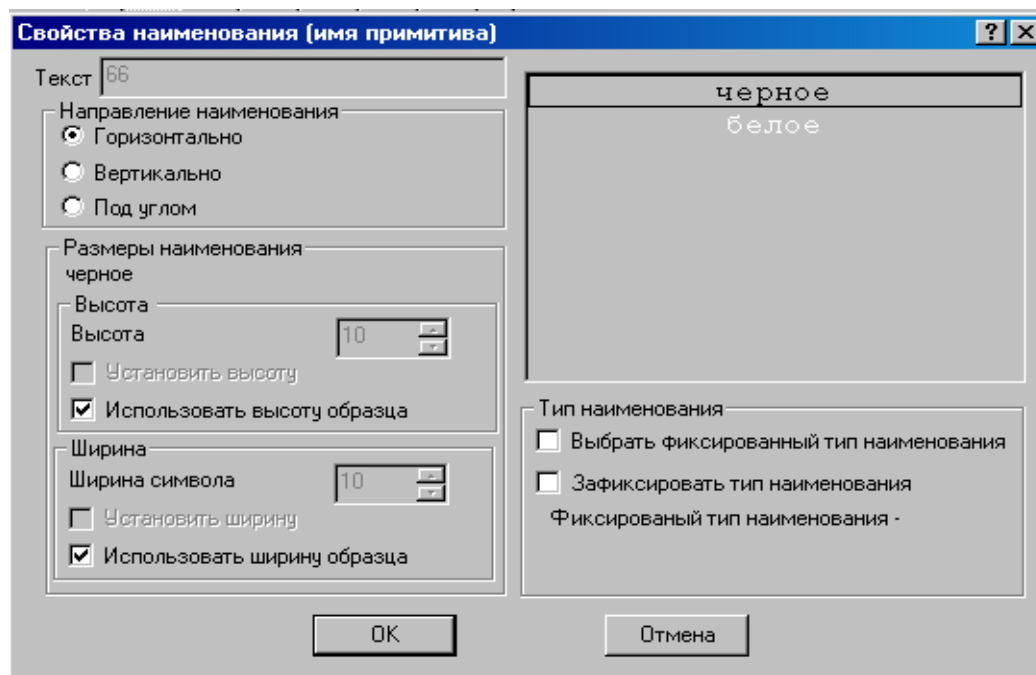 Свойства наименования (имя примитива)
Текст 66
Направление наименования
Горизонтально
Вертикально
Под углом
Размеры наименования
черное
Высота
Высота 10
Установить высоту
Использовать высоту образца
Ширина
Ширина символа 10
Установить ширину
Использовать ширину образца
черное
белое
Тип наименования
Выбрать фиксированный тип наименования
Зафиксировать тип наименования
Фиксированый тип наименования -
OK
Отмена